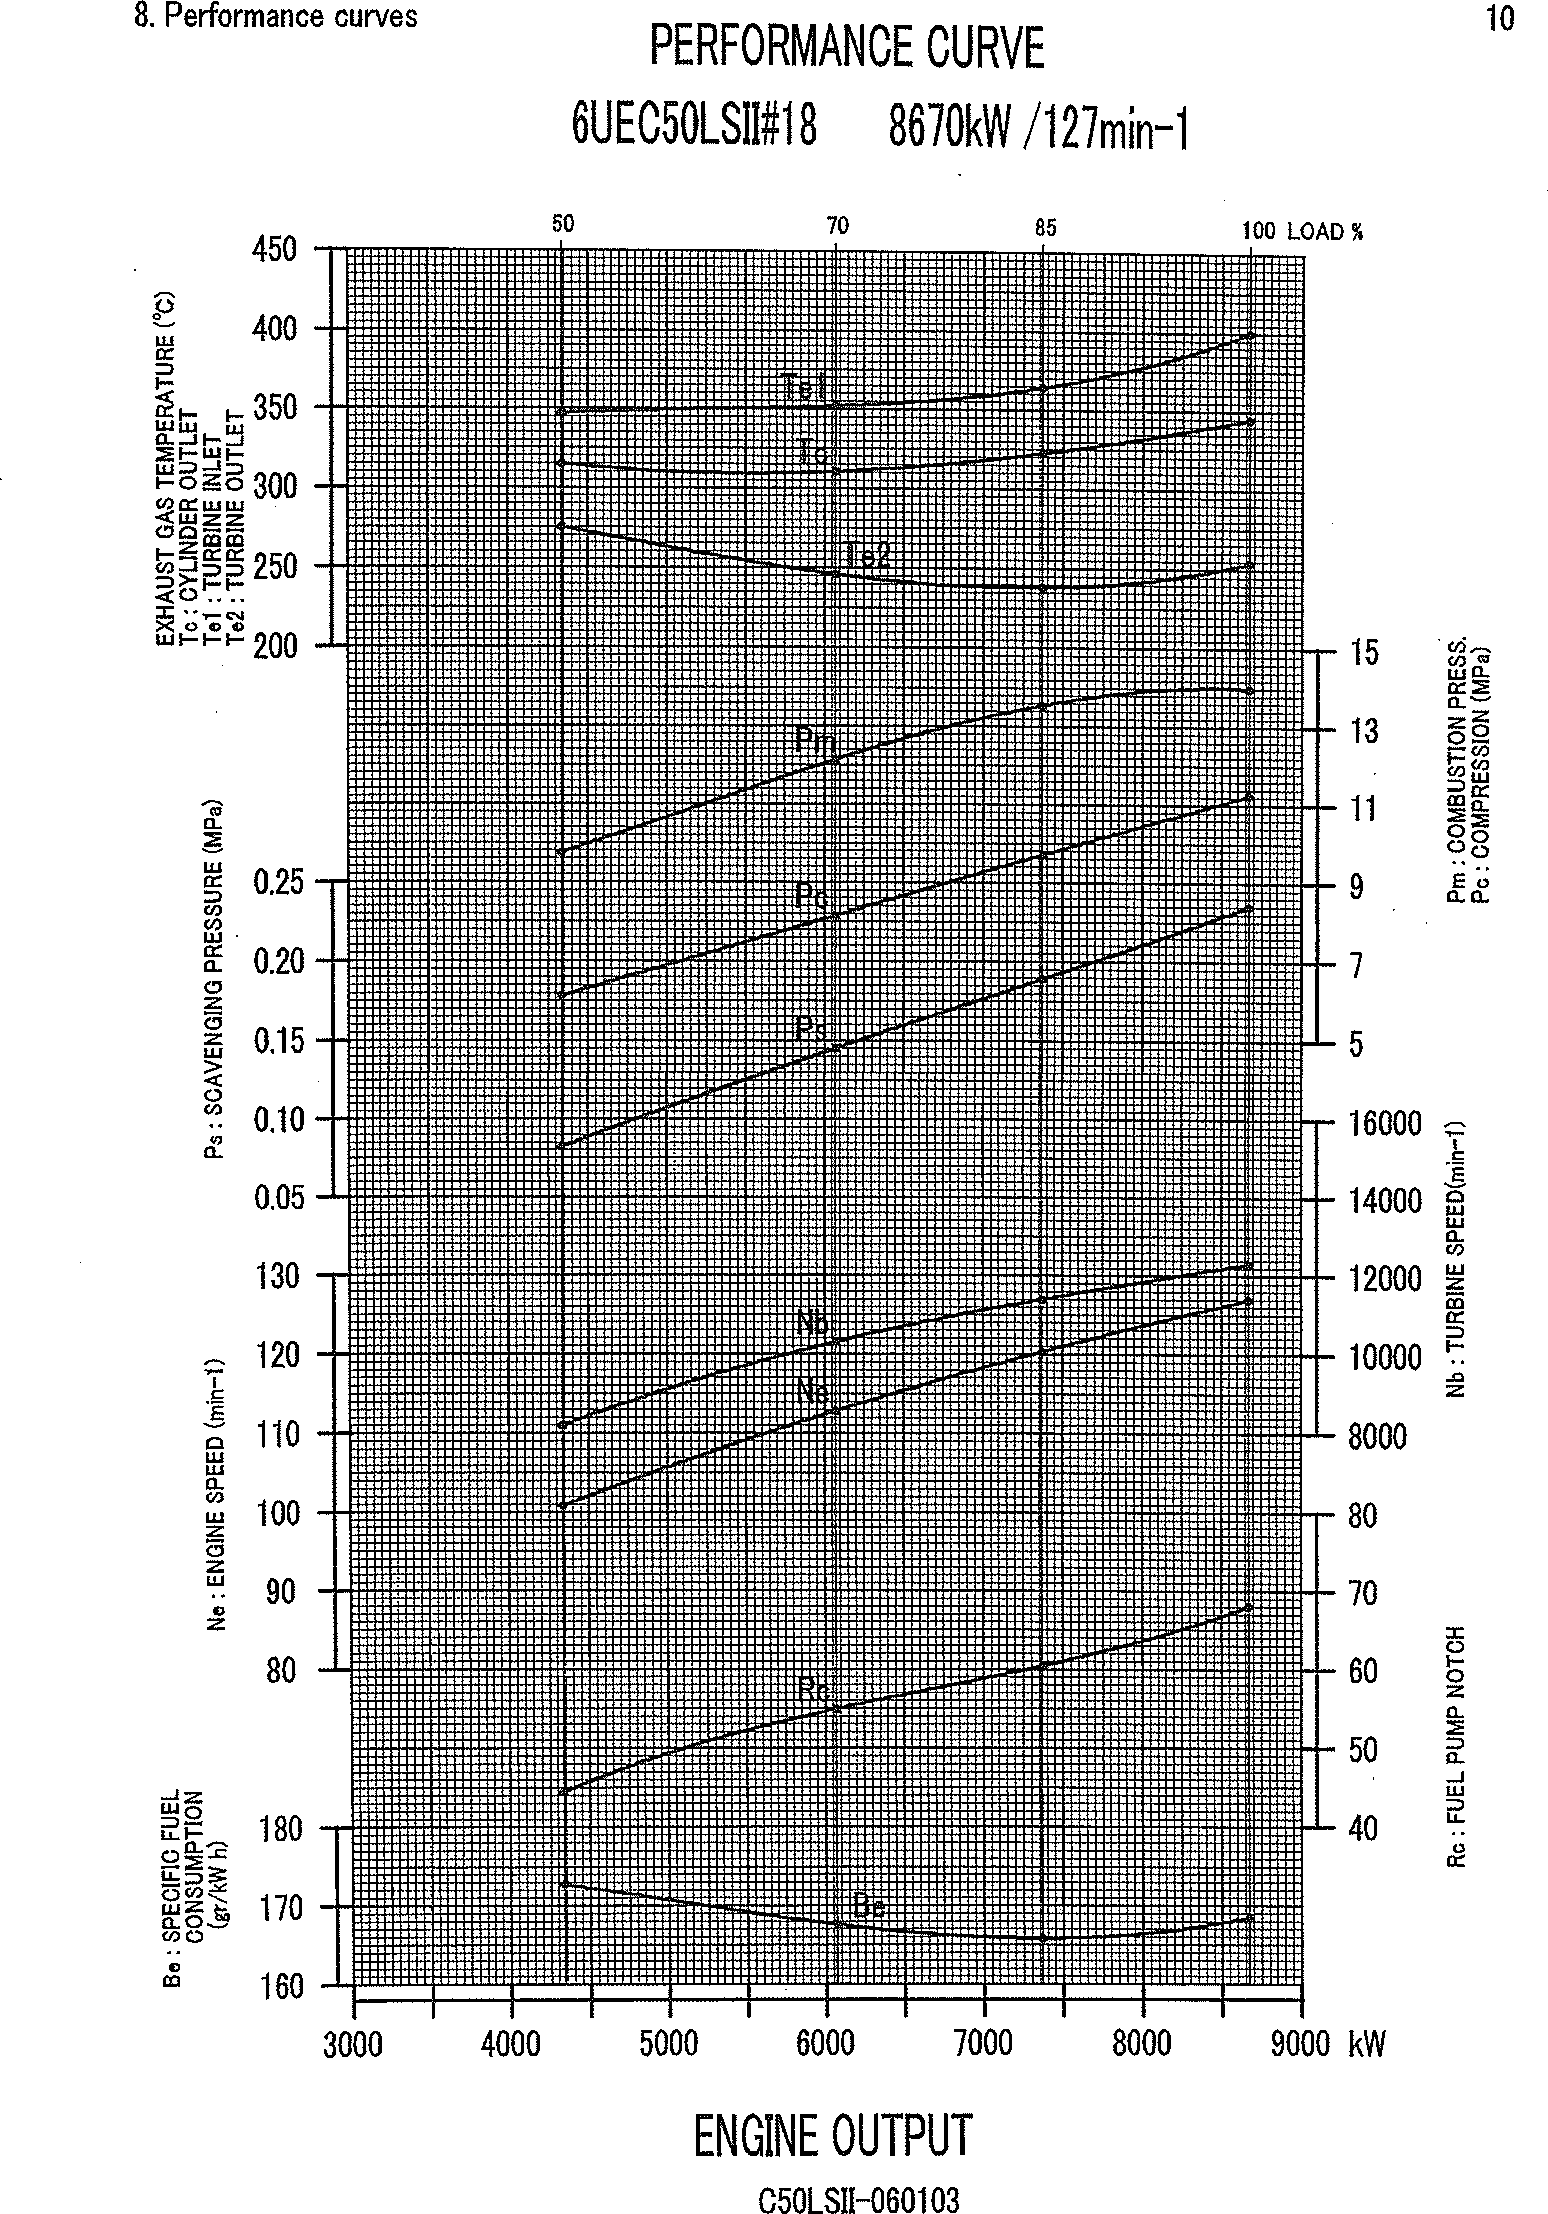 8. Performance curves
10
PERFORMANCE CURVE
6UEC50LSII#18 8670kW /127min-1
50 70 85 100 LOAD %
450
400
350
300
250
200
EXHAUST GAS TEMPERATURE (℃)
Tc : CYLINDER OUTLET
Te1 : TURBINE INLET
Te2 : TURBINE OUTLET
Te1
Tc
Te2
15
13
11
9
7
5
Pm : COMBUSTION PRESS.
Pc : COMPRESSION (MPa)
Pm
Pc
Ps
0.25
0.20
0.15
0.10
0.05
Ps : SCAVENGING PRESSURE (MPa)
16000
14000
12000
10000
8000
Nb : TURBINE SPEED(min-1)
Nb
Ne
130
120
110
100
90
80
Ne : ENGINE SPEED (min-1)
80
70
60
50
40
Rc : FUEL PUMP NOTCH
Rc
180
170
160
Be : SPECIFIC FUEL
CONSUMPTION
(gr/kW h)
Be
3000 4000 5000 6000 7000 8000 9000 kW
ENGINE OUTPUT
C50LSII-060103